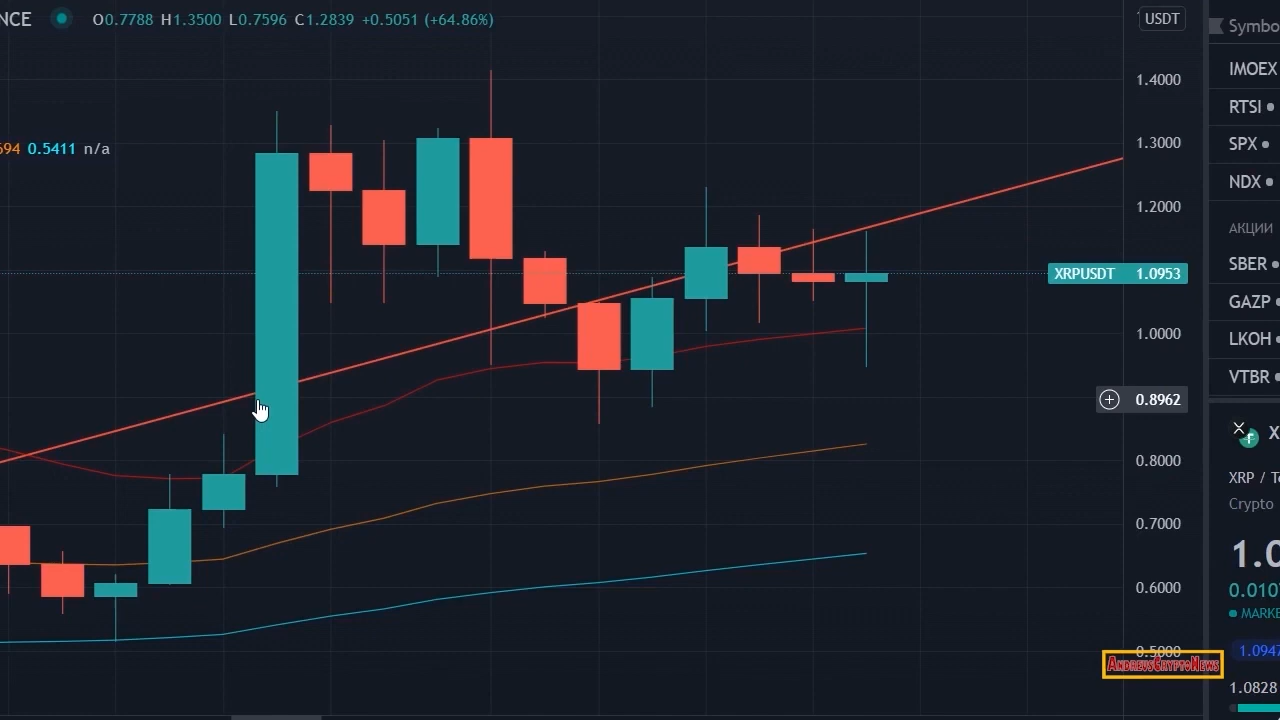 NCE O0.7788 H1.3500 L0.7596 C1.2839 +0.5051 (+64.86%)
694 0.5411 n/a
USDT
1.4000
1.3000
1.2000
XRPUSDT 1.0953
1.0000
0.8962
0.8000
0.7000
0.6000
0.5000
ANDREVSCRYPTONEWS
Symbo
IMOEX
RTSI
SPX
NDX
АКЦИИ
SBER
GAZP
LKOH
VTBR
X
XRP / Te
Crypto
1.0
0.010
MARKE
1.0947
1.0828